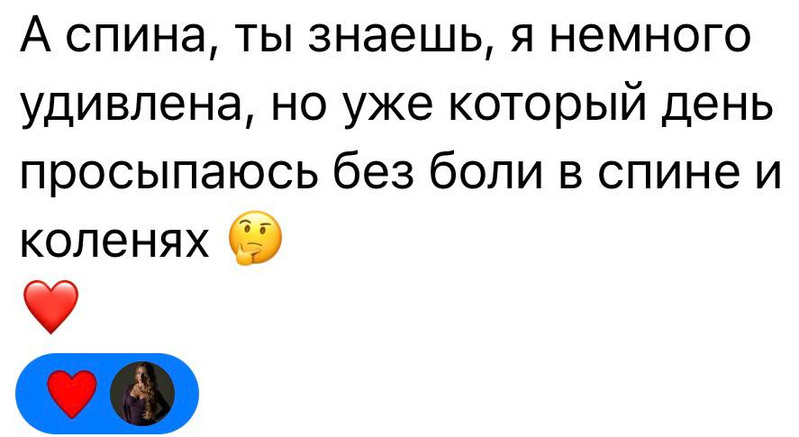 А спина, ты знаешь, я немного
удивлена, но уже который день
просыпаюсь без боли в спине и
коленях 🤔
❤️